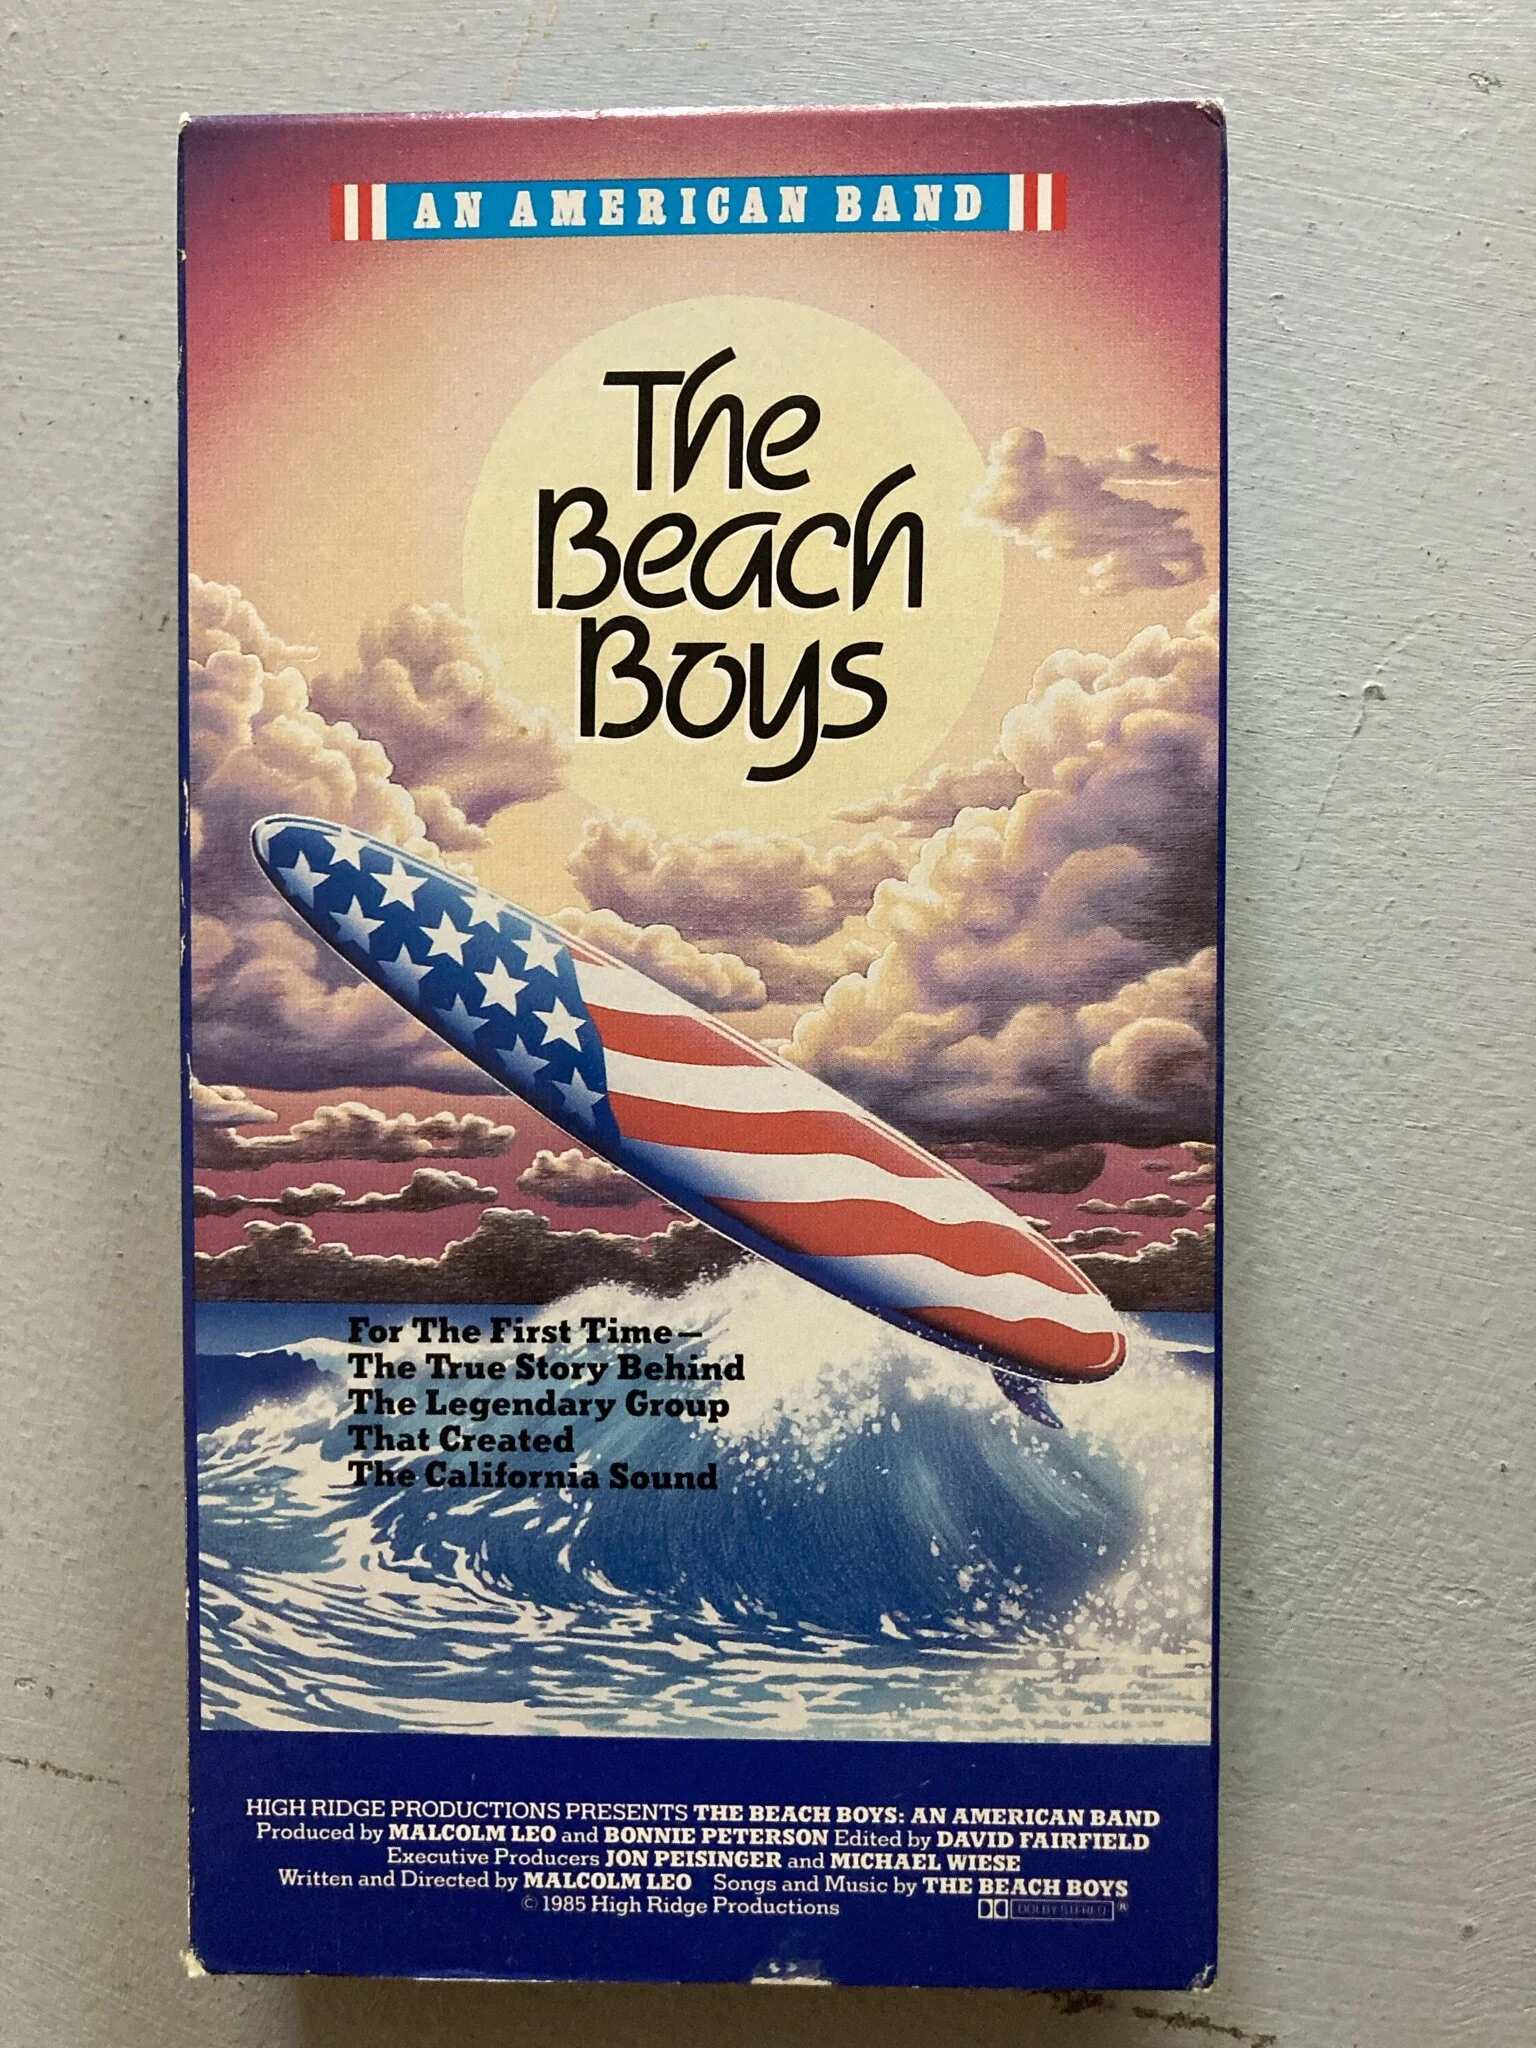 AN AMERICAN BAND
The
Beach
Boys
For The First Time—
The True Story Behind
The Legendary Group
That Created
The California Sound
HIGH RIDGE PRODUCTIONS PRESENTS THE BEACH BOYS: AN AMERICAN BAND
Produced by MALCOLM LEO and BONNIE PETERSON Edited by DAVID FAIRFIELD
Executive Producers JON PEISINGER and MICHAEL WIESE
Written and Directed by MALCOLM LEO Songs and Music by THE BEACH BOYS
© 1985 High Ridge Productions DOLBY STEREO ®